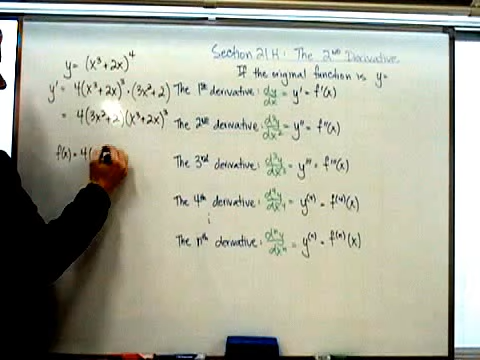 Section 21H: The 2nd Derivative
If the original function is y=
y = (x³+2x)⁴
y' = 4(x³+2x)³·(3x²+2)
= 4(3x²+2)(x³+2x)³
f(x) = 4(
The 1st derivative: dy/dx = y' = f'(x)
The 2nd derivative: d²y/dx² = y'' = f''(x)
The 3rd derivative: d³y/dx³ = y''' = f'''(x)
The 4th derivative: d⁴y/dx⁴ = y⁽⁴⁾ = f⁽⁴⁾(x)
The nth derivative: dⁿy/dxⁿ = y⁽ⁿ⁾ = f⁽ⁿ⁾(x)